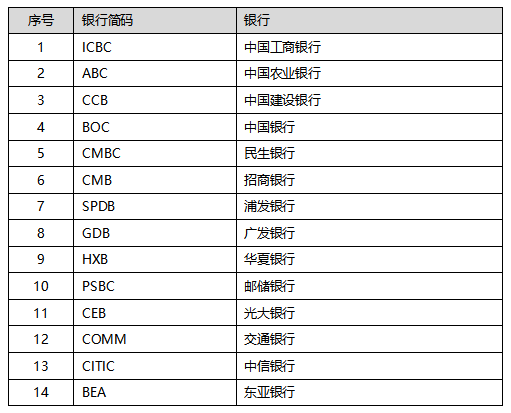 序号 银行简码 银行
1 ICBC 中国工商银行
2 ABC 中国农业银行
3 CCB 中国建设银行
4 BOC 中国银行
5 CMBC 民生银行
6 CMB 招商银行
7 SPDB 浦发银行
8 GDB 广发银行
9 HXB 华夏银行
10 PSBC 邮储银行
11 CEB 光大银行
12 COMM 交通银行
13 CITIC 中信银行
14 BEA 东亚银行